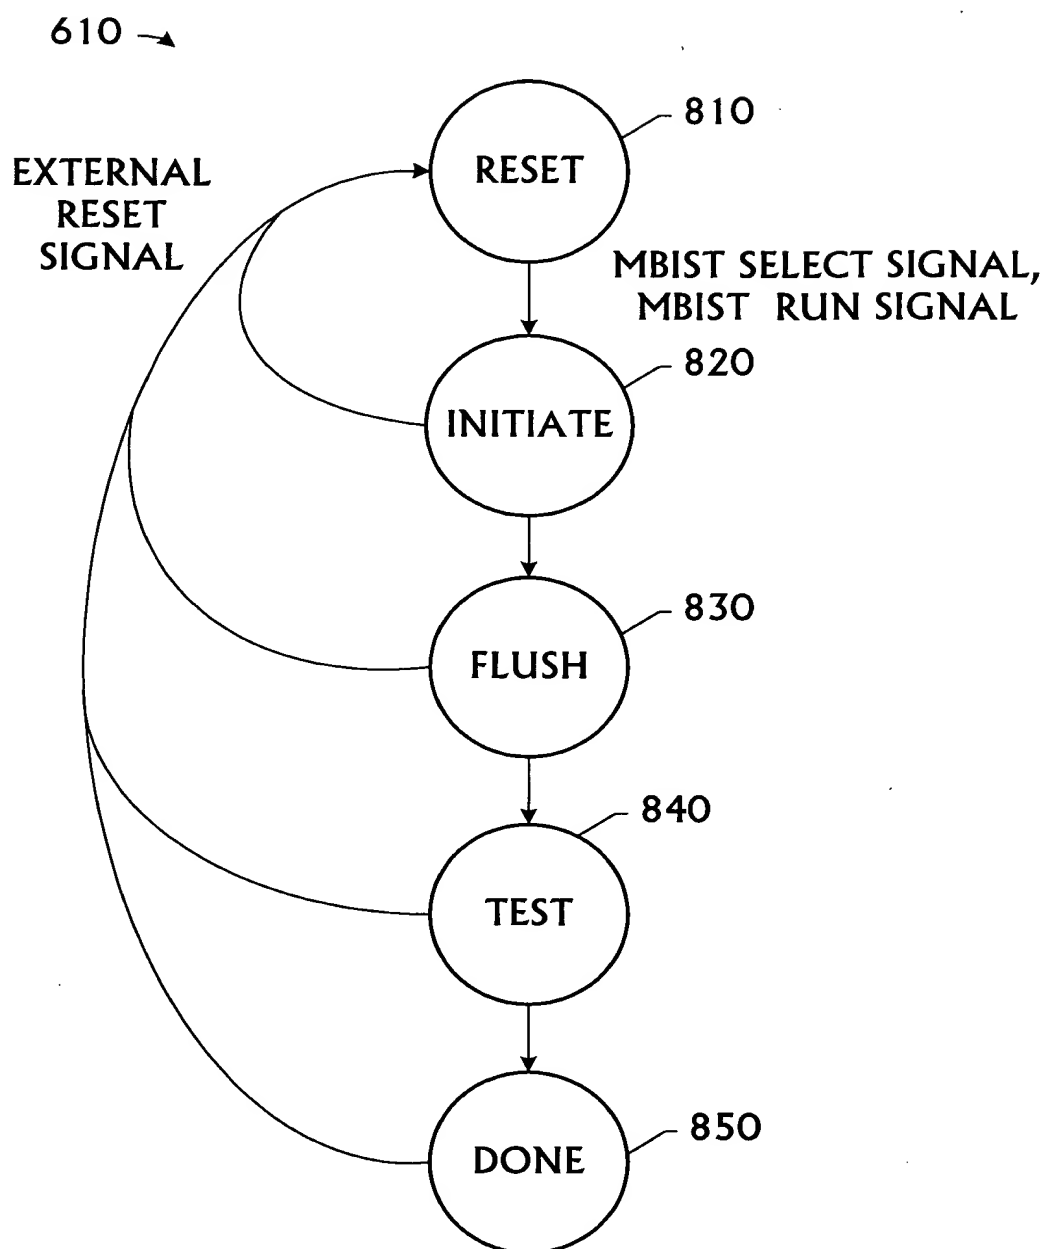 610
810
RESET
EXTERNAL
RESET
SIGNAL
MBIST SELECT SIGNAL,
MBIST RUN SIGNAL
820
INITIATE
830
FLUSH
840
TEST
850
DONE